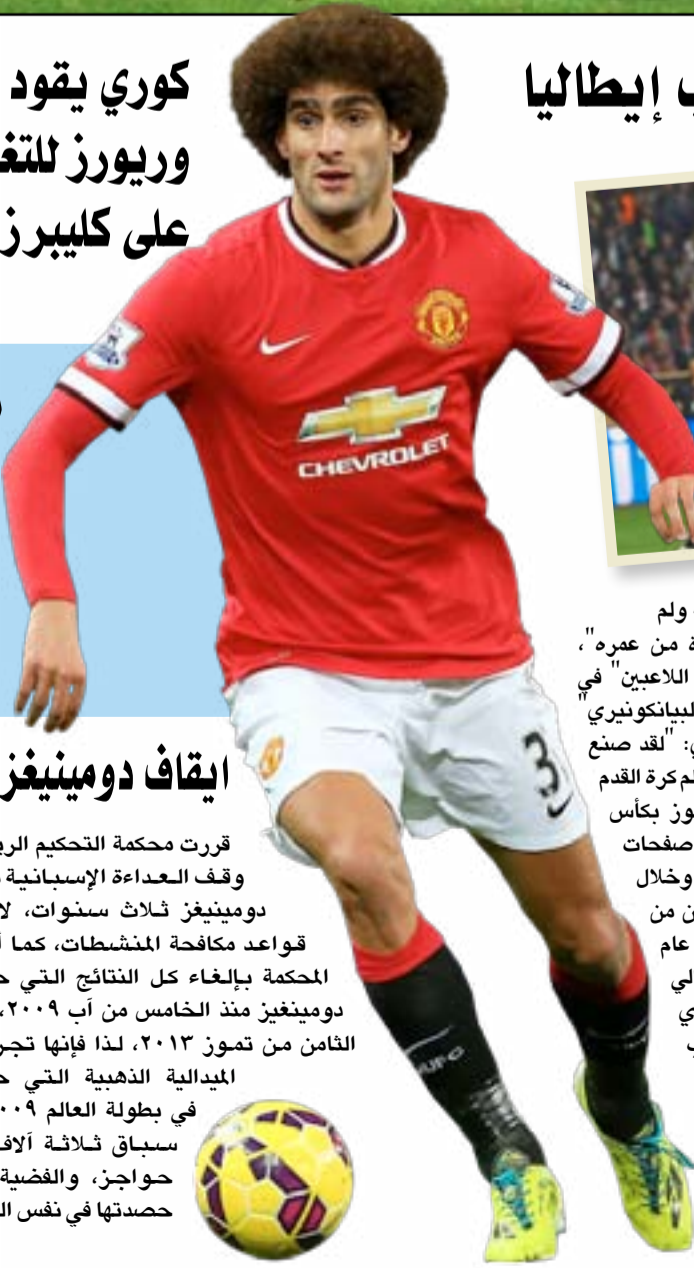 كوري يقود
وريورز للتغ
على كليبرز
ب إيطاليا
CHEVROLET
3
MUFC
ولم
ة من عمره"،
اللاعبين" في
لبيانكونيري"
ي: "لقد صنع
لم كرة القدم
وز بكأس
صفحات
وخلال
ن من
عام
لي
ي
ب
ايقاف دومينيغز
قررت محكمة التحكيم الري
وقف العداءة الإسبانية
دومينيغز ثلاث سنوات، لا
قواعد مكافحة المنشطات، كما أ
المحكمة بإلغاء كل النتائج التي ح
دومينغيز منذ الخامس من آب ٢٠٠٩،
الثامن من تموز ٢٠١٣، لذا فإنها تجر
الميدالية الذهبية التي ح
في بطولة العالم ٢٠٠٩
سباق ثلاثة آلاف
حواجز، والفضية
حصدتها في نفس ال